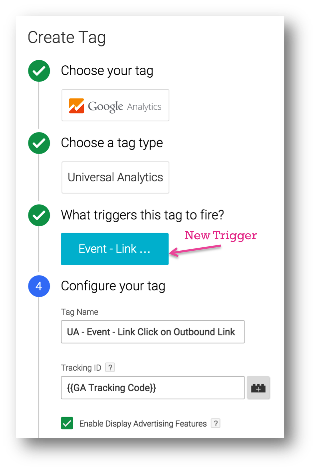 Create Tag
Choose your tag
Google Analytics
Choose a tag type
Universal Analytics
What triggers this tag to fire?
New Trigger
Event - Link ...
4 Configure your tag
Tag Name
UA - Event - Link Click on Outbound Link
Tracking ID ?
{{GA Tracking Code}}
Enable Display Advertising Features ?